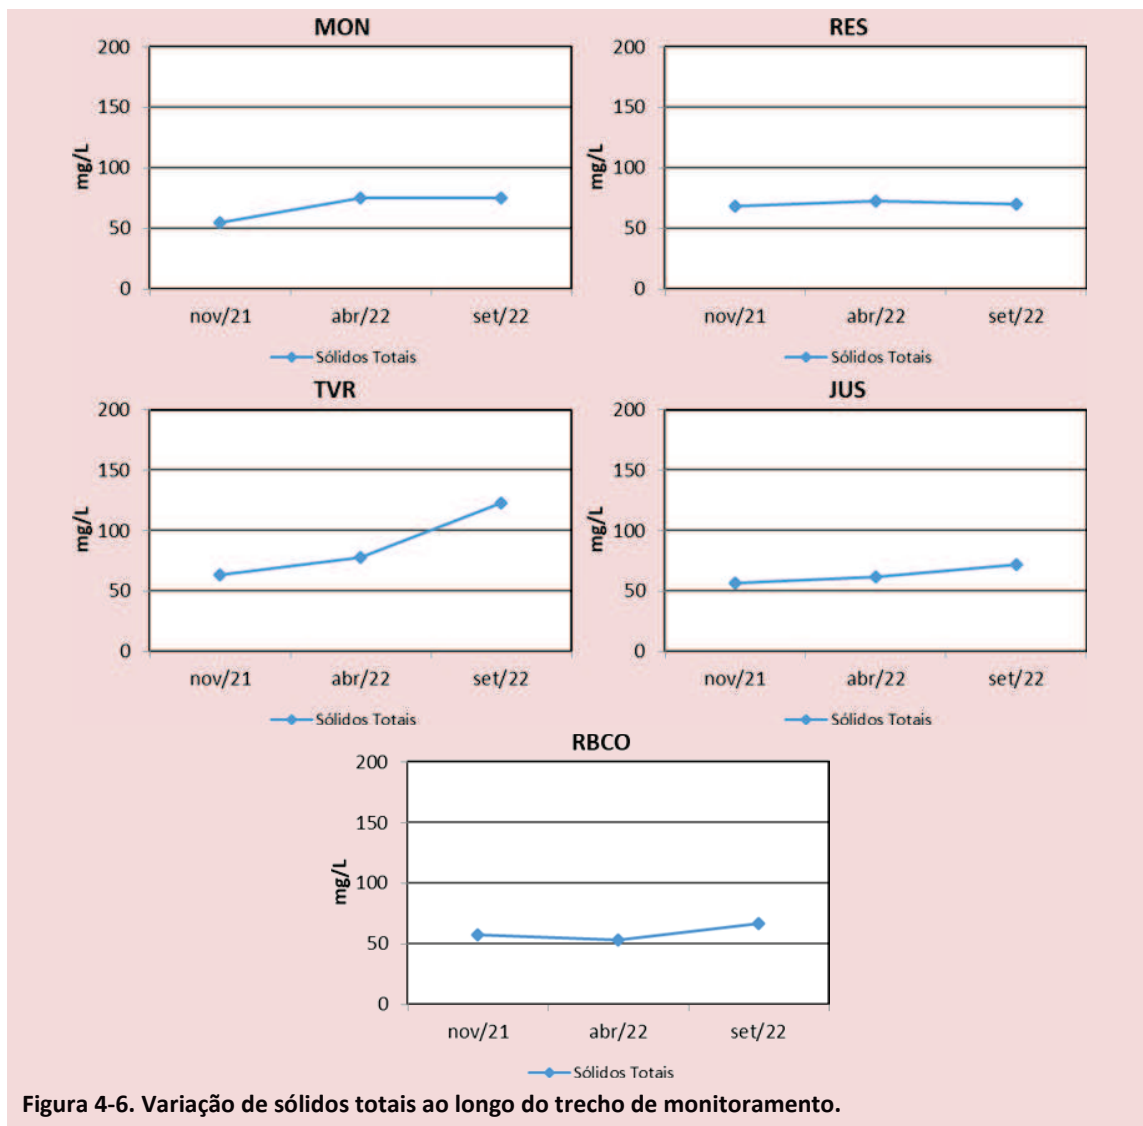 MON
200
150
100
50
0
mg/L
nov/21 abr/22 set/22
Sólidos Totais
RES
200
150
100
50
0
mg/L
nov/21 abr/22 set/22
Sólidos Totais
TVR
200
150
100
50
0
mg/L
nov/21 abr/22 set/22
Sólidos Totais
JUS
200
150
100
50
0
mg/L
nov/21 abr/22 set/22
Sólidos Totais
RBCO
200
150
100
50
0
mg/L
nov/21 abr/22 set/22
Sólidos Totais
Figura 4-6. Variação de sólidos totais ao longo do trecho de monitoramento.